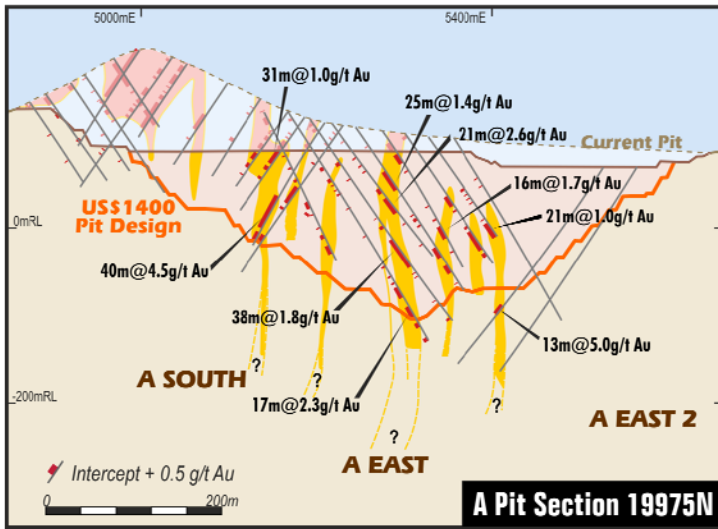 5000mE
5400mE
31m@1.0g/t Au
25m@1.4g/t Au
21m@2.6g/t Au
Current Pit
16m@1.7g/t Au
0mRL
US$1400
Pit Design
21m@1.0g/t Au
40m@4.5g/t Au
38m@1.8g/t Au
13m@5.0g/t Au
?
A SOUTH
?
17m@2.3g/t Au
?
-200mRL
A EAST 2
?
A EAST
Intercept + 0.5 g/t Au
0
200m
A Pit Section 19975N